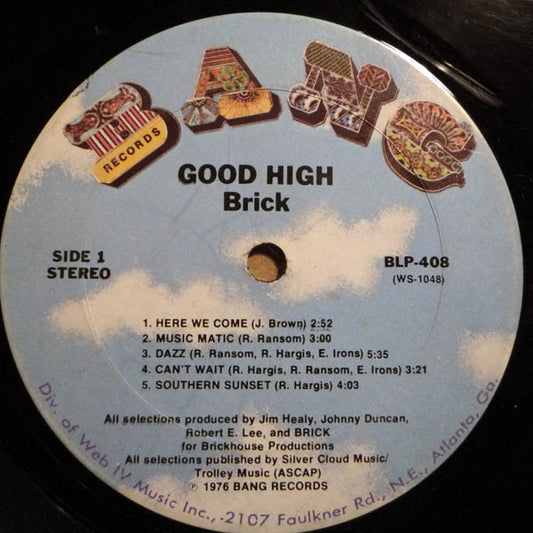 BANG
RECORDS
GOOD HIGH
Brick
SIDE 1
STEREO
BLP-408
(WS-1048)
1. HERE WE COME (J. Brown) 2:52
2. MUSIC MATIC (R. Ransom) 3:00
3. DAZZ (R. Ransom, R. Hargis, E. Irons) 5:35
4. CAN'T WAIT (R. Hargis, R. Ransom, E. Irons) 3:21
5. SOUTHERN SUNSET (R. Hargis) 4:03
All selections produced by Jim Healy, Johnny Duncan,
Robert E. Lee, and BRICK
for Brickhouse Productions
All selections published by Silver Cloud Music/
Trolley Music (ASCAP)
℗ 1976 BANG RECORDS
Div. of Web IV Music Inc., 2107 Faulkner Rd., N.E., Atlanta, Ga.